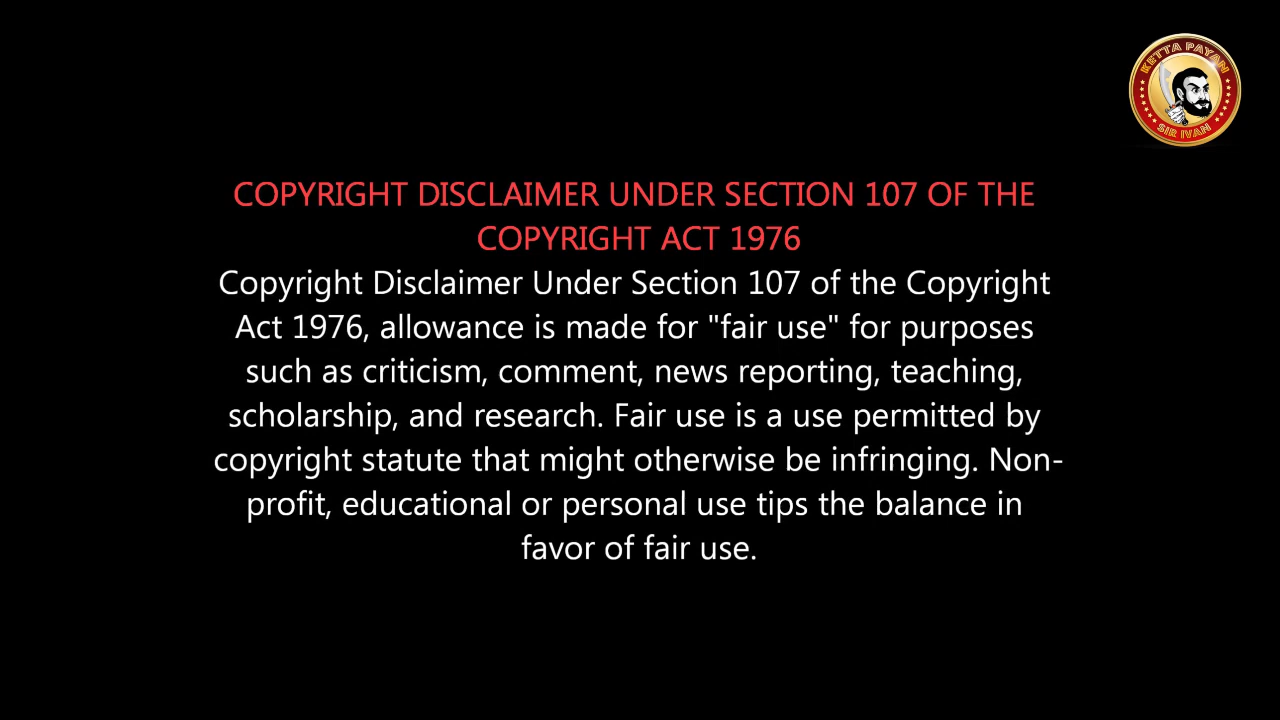 KETTA PAYAN
SIR IVAN
COPYRIGHT DISCLAIMER UNDER SECTION 107 OF THE
COPYRIGHT ACT 1976
Copyright Disclaimer Under Section 107 of the Copyright
Act 1976, allowance is made for "fair use" for purposes
such as criticism, comment, news reporting, teaching,
scholarship, and research. Fair use is a use permitted by
copyright statute that might otherwise be infringing. Non-
profit, educational or personal use tips the balance in
favor of fair use.